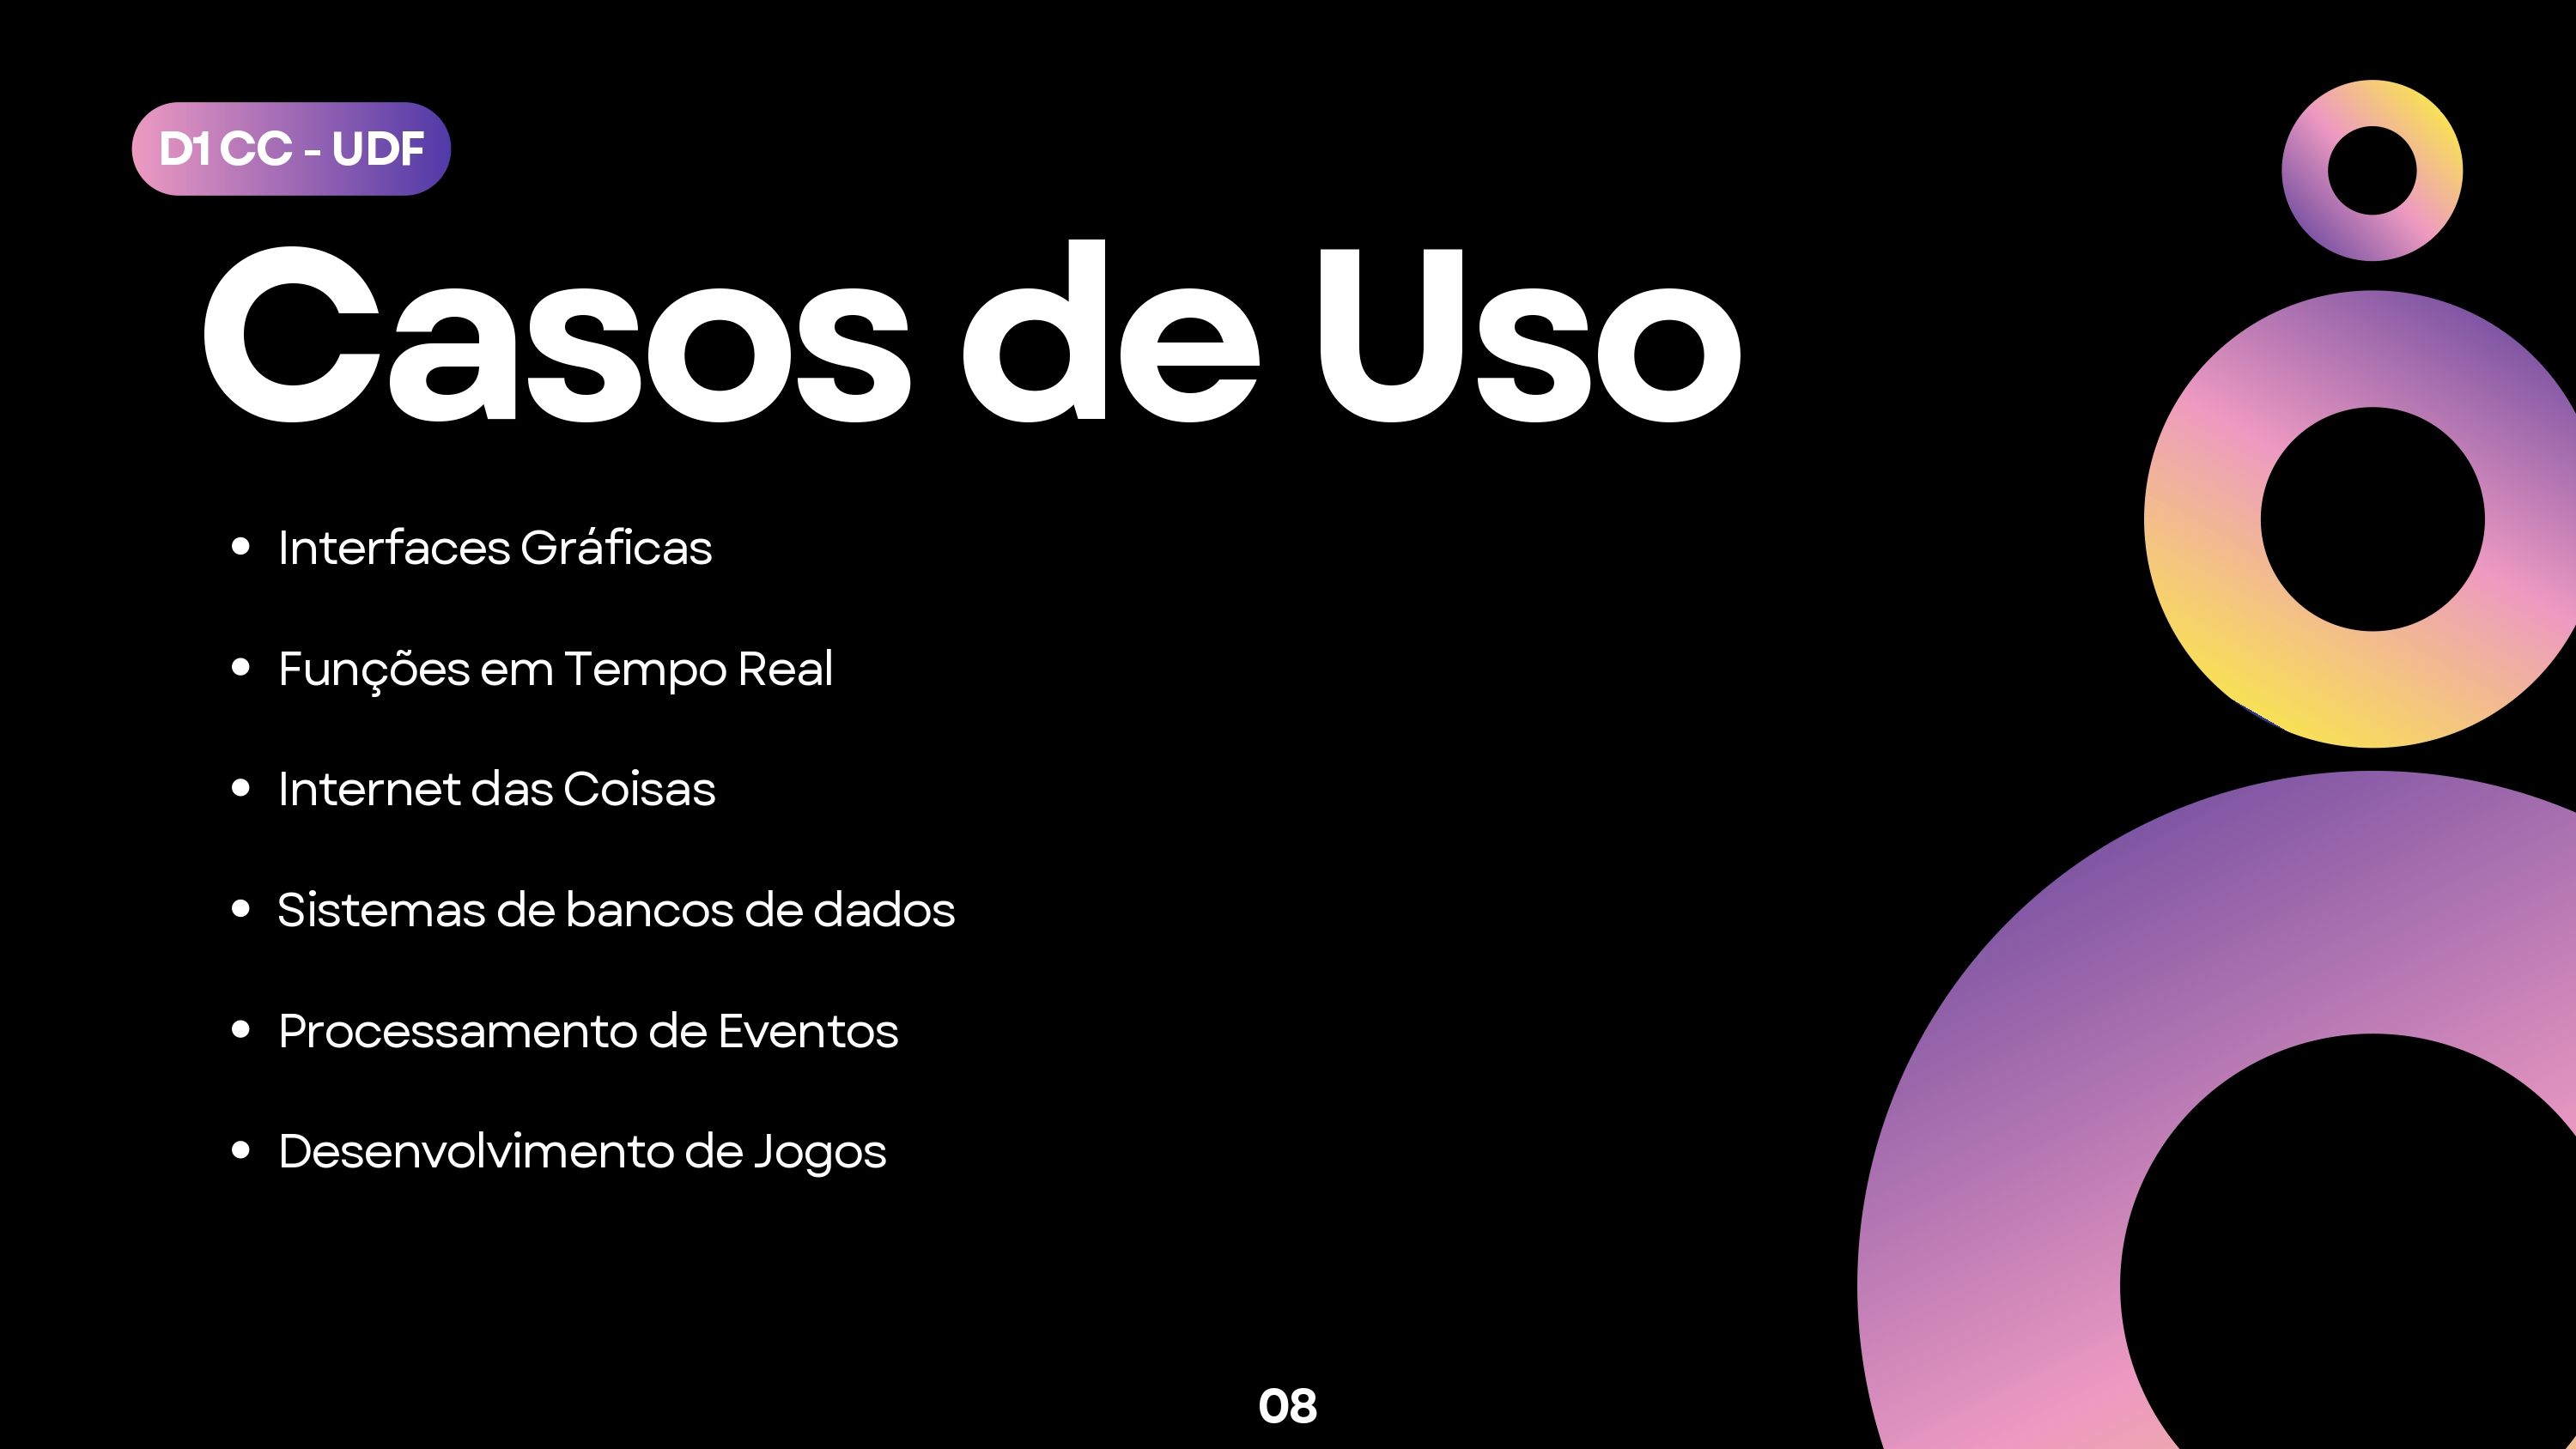 D1 CC - UDF
Casos de Uso
• Interfaces Gráficas
• Funções em Tempo Real
• Internet das Coisas
• Sistemas de bancos de dados
• Processamento de Eventos
• Desenvolvimento de Jogos
08